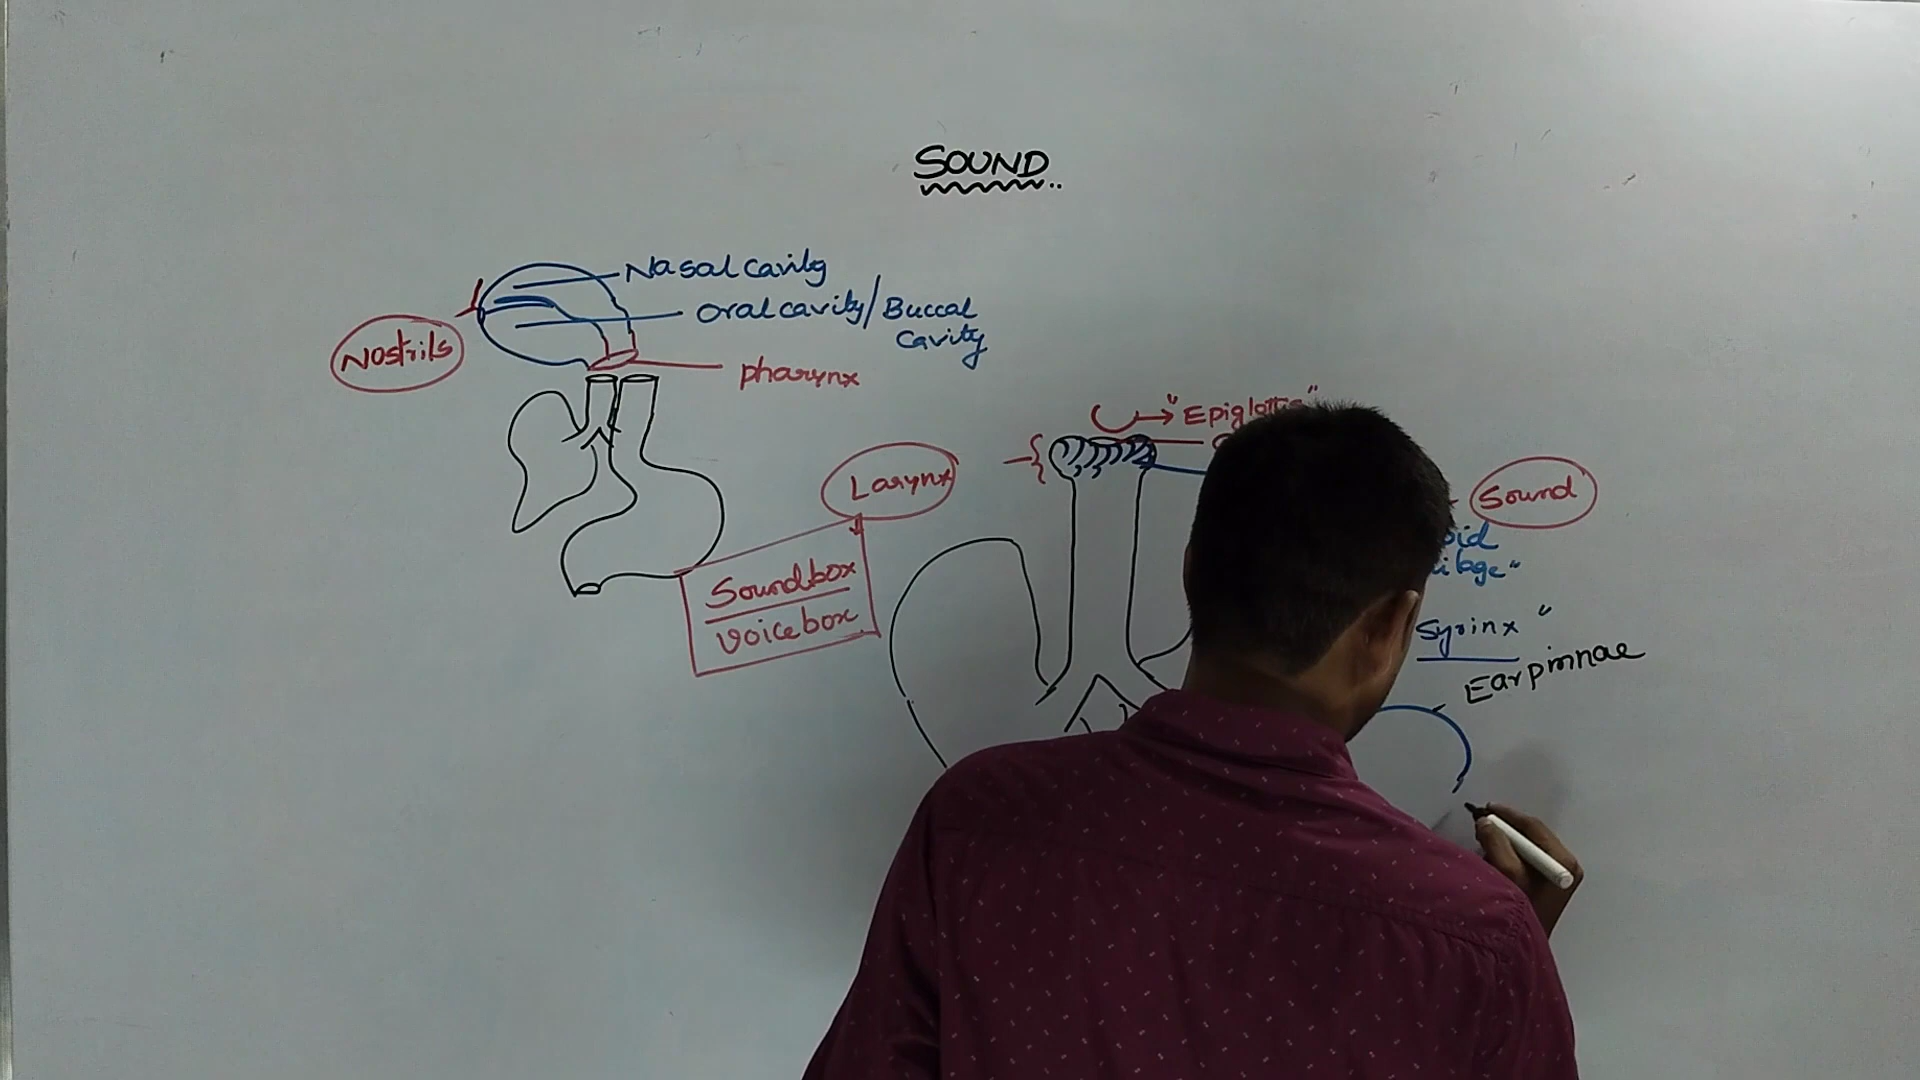 SOUND
Nasal Cavity
Oral cavity/Buccal
Cavity
Nostrils
pharynx
"Epiglottis"
Larynx
Sound
Soundbox
Voicebox
Syrinx"
Earpinnae